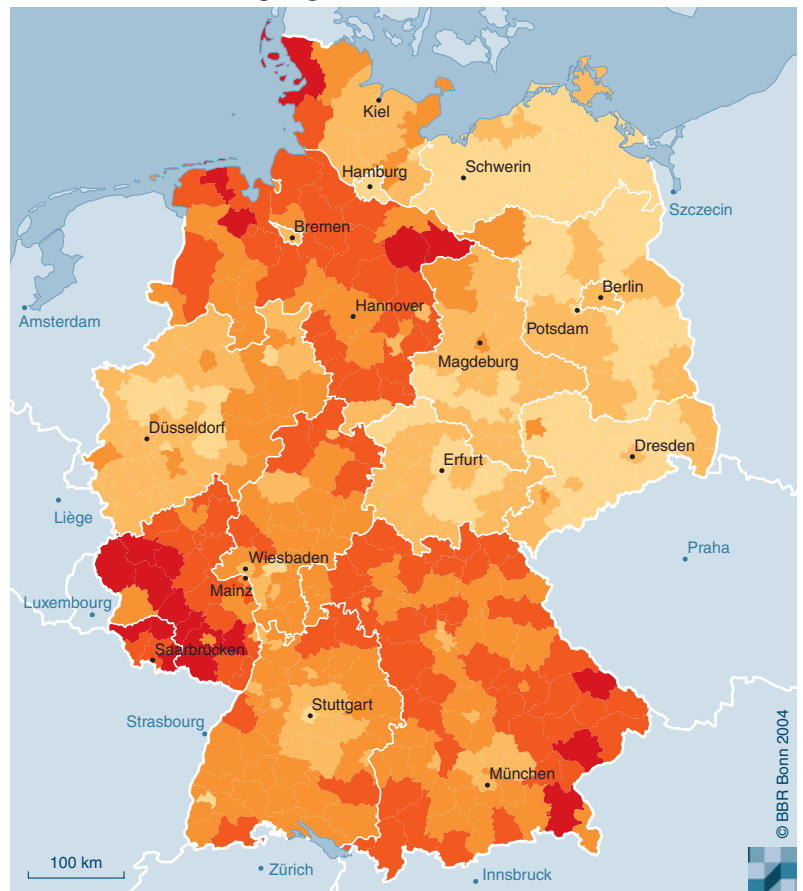 Kiel
Hamburg
Schwerin
Szczecin
Bremen
Berlin
Hannover
Amsterdam
Potsdam
Magdeburg
Düsseldorf
Erfurt
Dresden
Liège
Praha
Wiesbaden
Mainz
Luxembourg
Saarbrücken
Stuttgart
Strasbourg
München
© BBR Bonn 2004
100 km
Zürich
Innsbruck